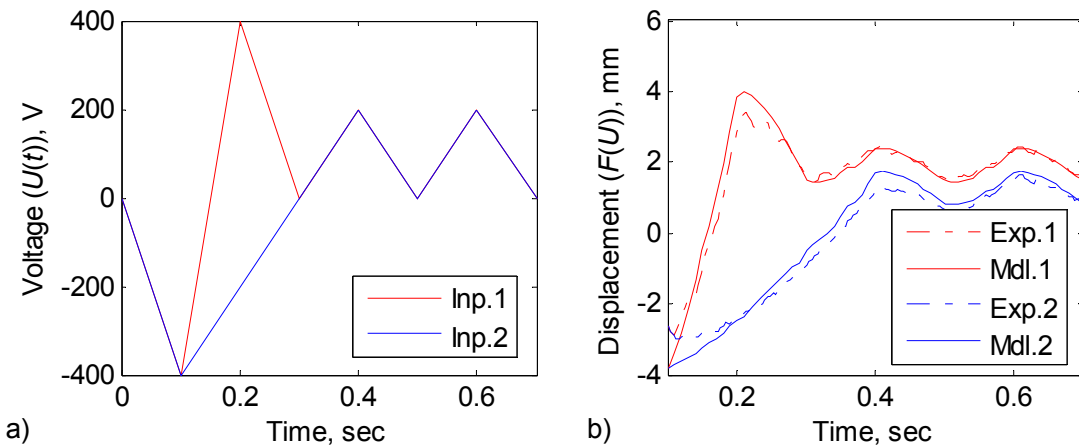 400
200
0
-200
-400
Voltage (U(t)), V
0
0.2
0.4
0.6
Time, sec
Inp.1
Inp.2
a)
6
4
2
0
-2
-4
Displacement (F(U)), mm
0.2
0.4
0.6
Time, sec
Exp.1
Mdl.1
Exp.2
Mdl.2
b)